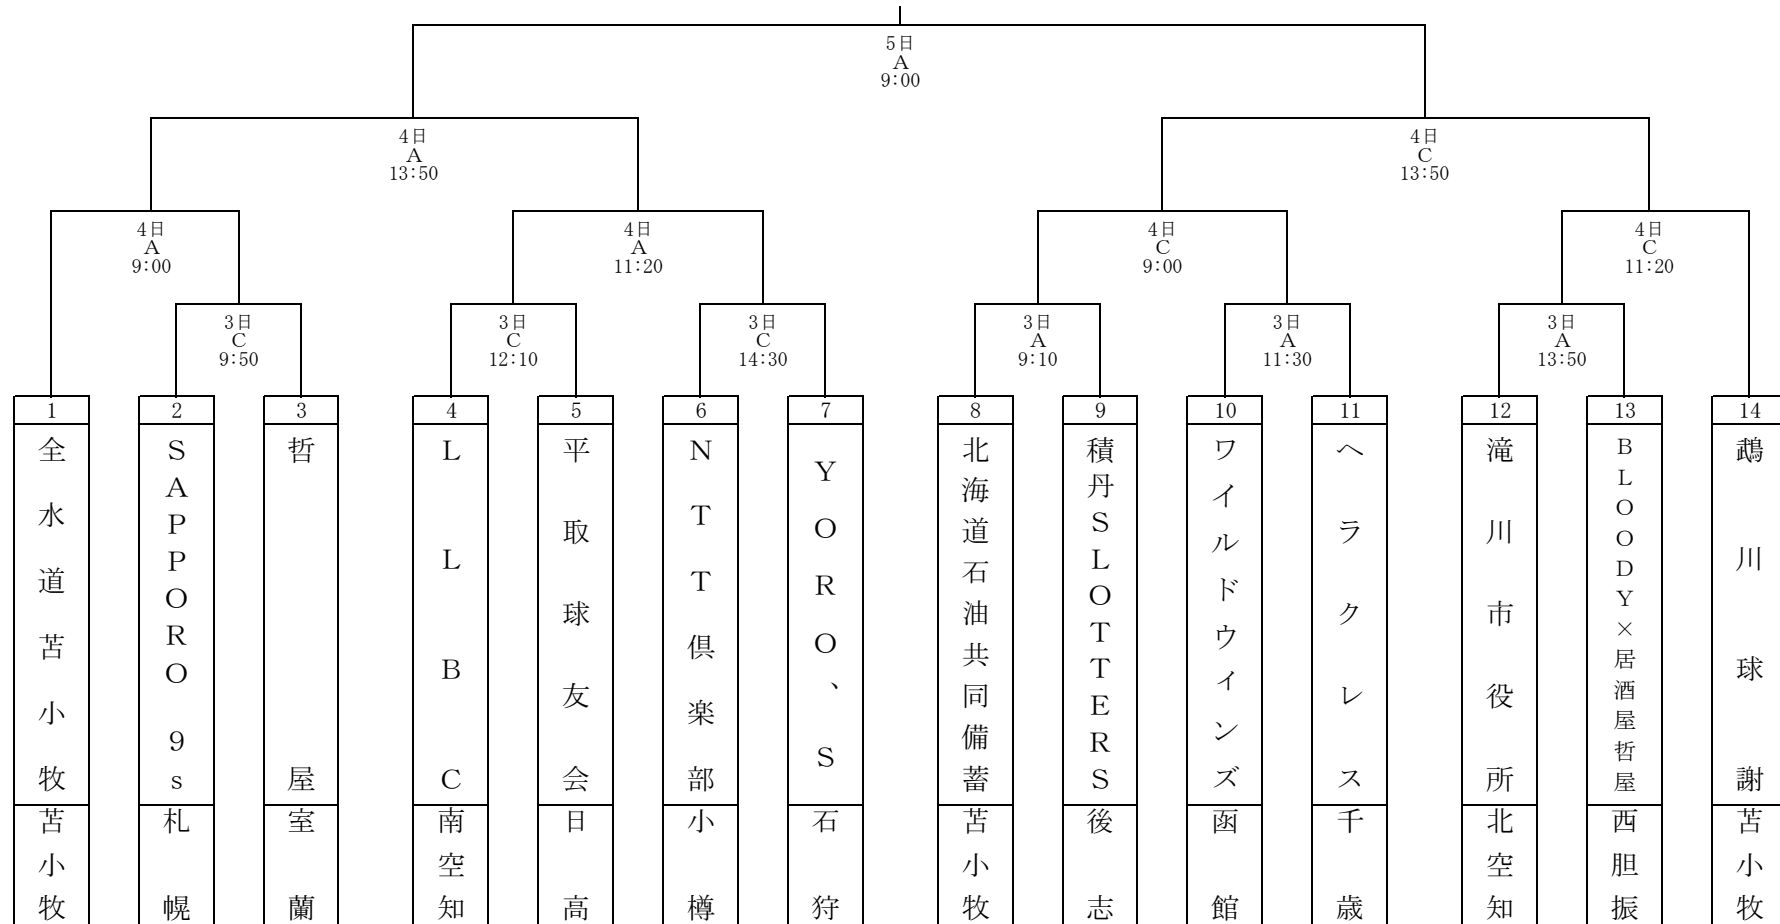 5日
A
9:00
4日
A
13:50
4日
C
13:50
4日
A
9:00
4日
A
11:20
4日
C
9:00
4日
C
11:20
3日
C
9:50
3日
C
12:10
3日
C
14:30
3日
A
9:10
3日
A
11:30
3日
A
13:50
1
全水道苫小牧
苫小牧
2
SAPPORO 9s
札幌
3
哲屋
室蘭
4
LLBC
南空知
5
平取球友会
日高
6
NTT倶楽部
小樽
7
YORO、S
石狩
8
北海道石油共同備蓄
苫小牧
9
積丹SLOTTERS
後志
10
ワイルドウィンズ
函館
11
ヘラクレス
千歳
12
滝川市役所
北空知
13
BLOODY×居酒屋哲屋
西胆振
14
鵡川球謝
苫小牧